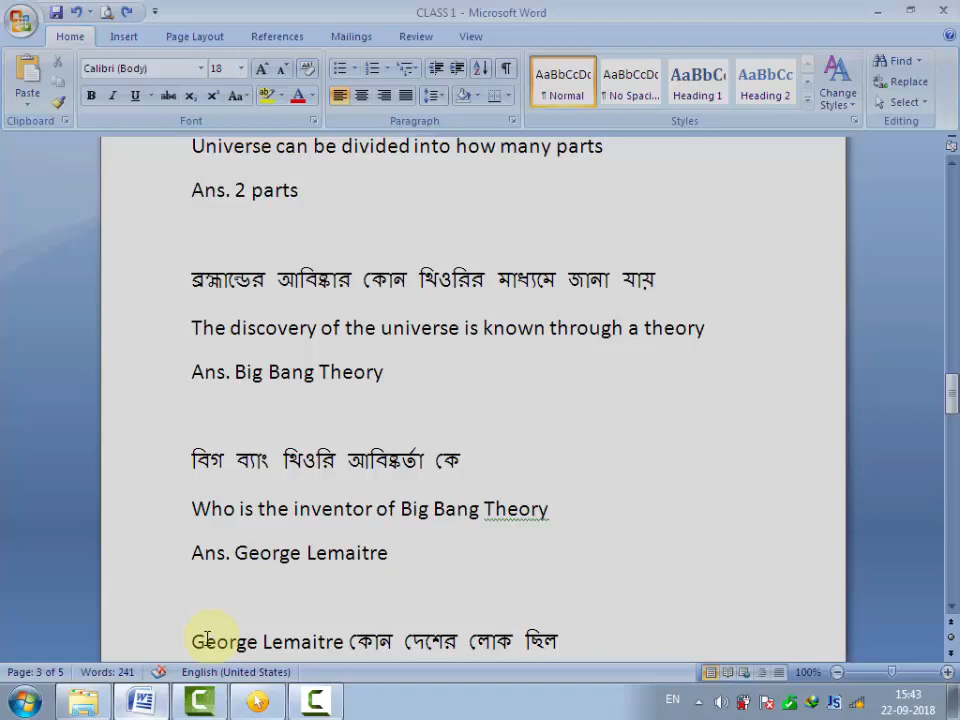 CLASS 1 - Microsoft Word
Home Insert Page Layout References Mailings Review View
Calibri (Body) 18
Paste
B I U abc X₂ X² Aa
AaBbCcDc AaBbCcDc AaBbC AaBbCc
¶ Normal ¶ No Spaci... Heading 1 Heading 2
Change Styles
Find
Replace
Select
Clipboard Font Paragraph Styles Editing
Universe can be divided into how many parts
Ans. 2 parts
ব্রহ্মান্ডের আবিষ্কার কোন থিওরির মাধ্যমে জানা যায়
The discovery of the universe is known through a theory
Ans. Big Bang Theory
বিগ ব্যাং থিওরি আবিষ্কর্তা কে
Who is the inventor of Big Bang Theory
Ans. George Lemaitre
George Lemaitre কোন দেশের লোক ছিল
Page: 3 of 5 Words: 241 English (United States) 100%
EN 15:43
22-09-2018